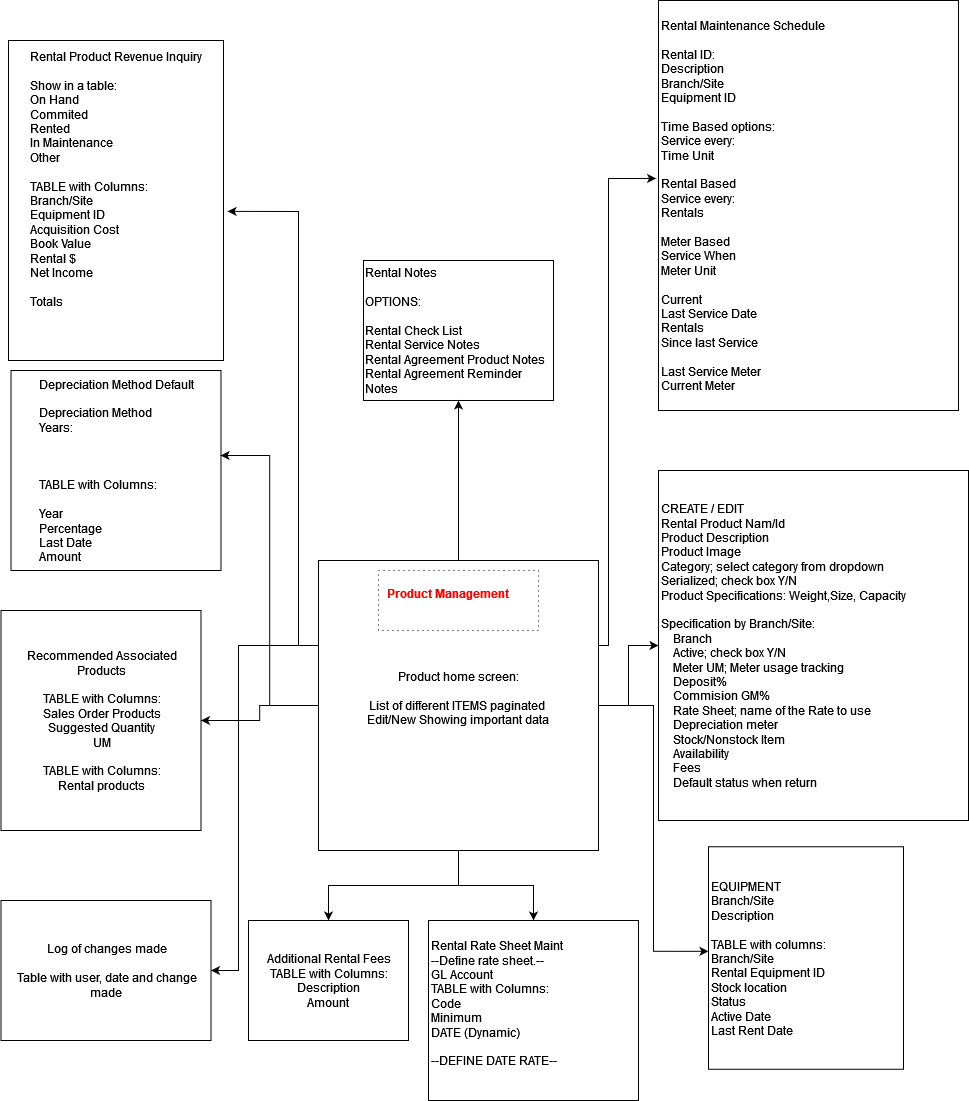 Rental Product Revenue Inquiry
Show in a table:
On Hand
Commited
Rented
In Maintenance
Other
TABLE with Columns:
Branch/Site
Equipment ID
Acquisition Cost
Book Value
Rental $
Net Income
Totals
Rental Maintenance Schedule
Rental ID:
Description
Branch/Site
Equipment ID
Time Based options:
Service every:
Time Unit
Rental Based
Service every:
Rentals
Meter Based
Service When
Meter Unit
Current
Last Service Date
Rentals
Since last Service
Last Service Meter
Current Meter
Rental Notes
OPTIONS:
Rental Check List
Rental Service Notes
Rental Agreement Product Notes
Rental Agreement Reminder
Notes
Depreciation Method Default
Depreciation Method
Years:
TABLE with Columns:
Year
Percentage
Last Date
Amount
CREATE / EDIT
Rental Product Nam/Id
Product Description
Product Image
Category; select category from dropdown
Serialized; check box Y/N
Product Specifications: Weight,Size, Capacity
Specification by Branch/Site:
Branch
Active; check box Y/N
Meter UM; Meter usage tracking
Deposit%
Commision GM%
Rate Sheet; name of the Rate to use
Depreciation meter
Stock/Nonstock Item
Availability
Fees
Default status when return
Product Management
Product home screen:
List of different ITEMS paginated
Edit/New Showing important data
Recommended Associated
Products
TABLE with Columns:
Sales Order Products
Suggested Quantity
UM
TABLE with Columns:
Rental products
Log of changes made
Table with user, date and change
made
Additional Rental Fees
TABLE with Columns:
Description
Amount
Rental Rate Sheet Maint
--Define rate sheet.--
GL Account
TABLE with Columns:
Code
Minimum
DATE (Dynamic)
--DEFINE DATE RATE--
EQUIPMENT
Branch/Site
Description
TABLE with columns:
Branch/Site
Rental Equipment ID
Stock location
Status
Active Date
Last Rent Date